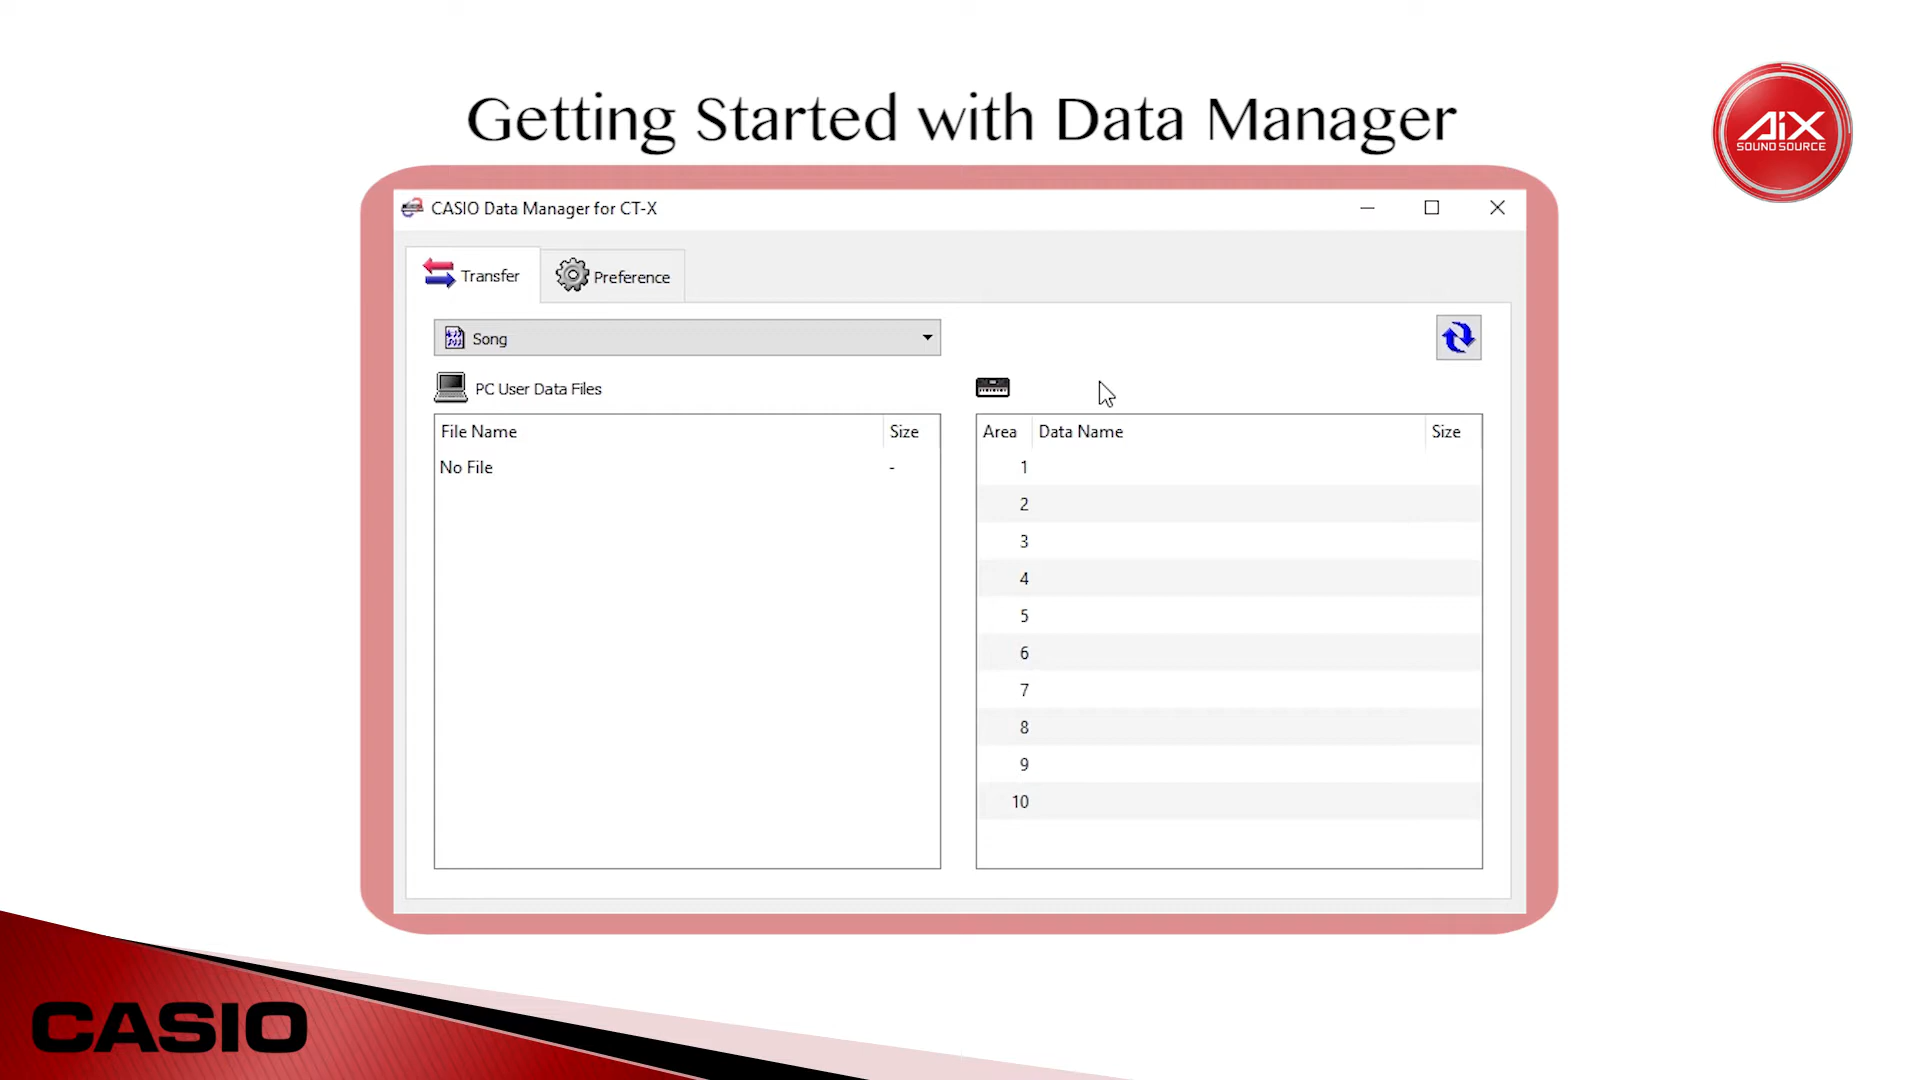 Getting Started with Data Manager
AiX
SOUND SOURCE
CASIO Data Manager for CT-X
Transfer
Preference
Song
PC User Data Files
File Name Size
No File -
Area Data Name Size
1
2
3
4
5
6
7
8
9
10
CASIO